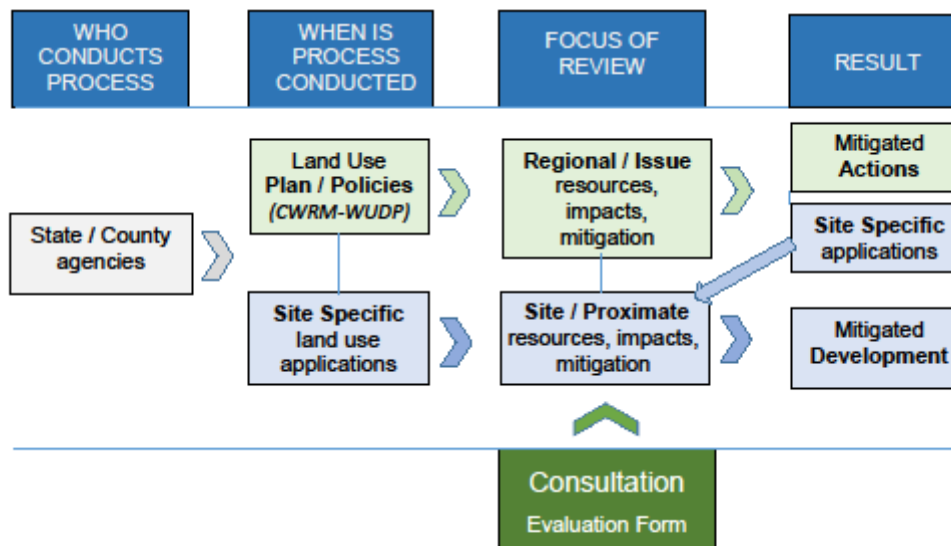 WHO
CONDUCTS
PROCESS
WHEN IS
PROCESS
CONDUCTED
FOCUS OF
REVIEW
RESULT
State / County
agencies
Land Use
Plan / Policies
(CWRM-WUDP)
Regional / Issue
resources,
impacts,
mitigation
Mitigated
Actions
Site Specific
applications
Site Specific
land use
applications
Site / Proximate
resources, impacts,
mitigation
Mitigated
Development
Consultation
Evaluation Form